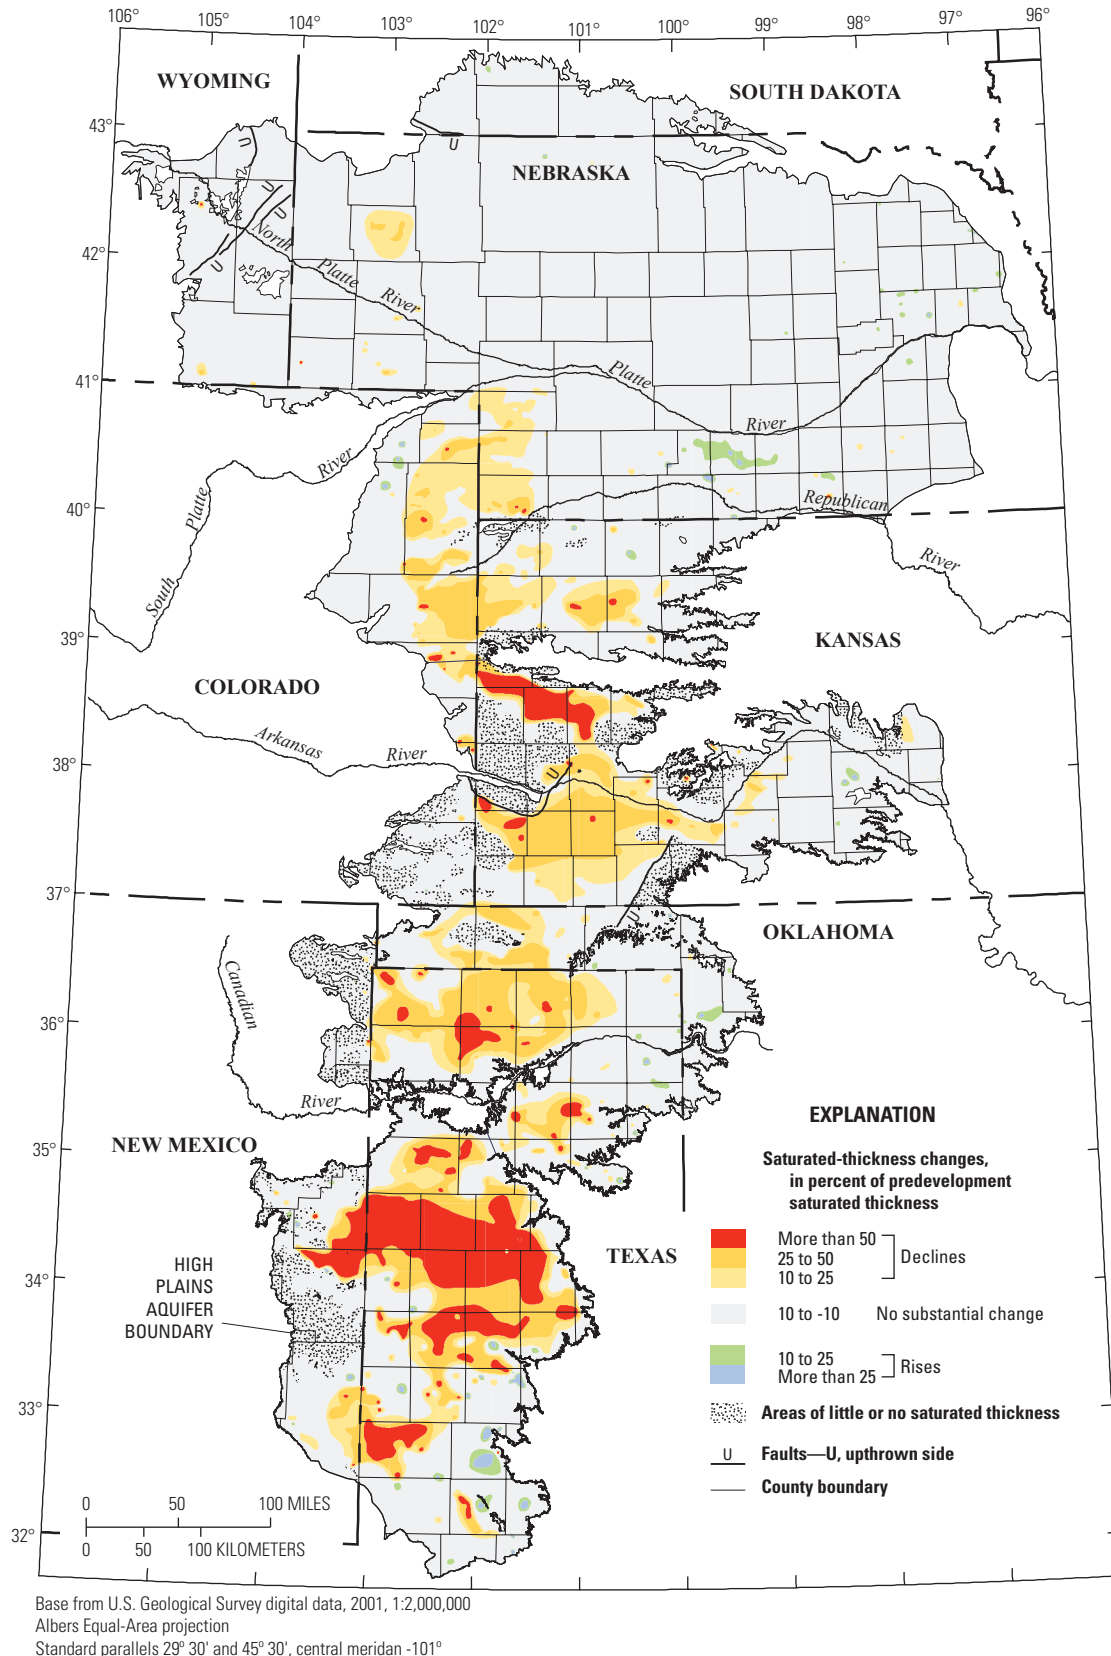 106° 105° 104° 103° 102° 101° 100° 99° 98° 97° 96°
WYOMING
SOUTH DAKOTA
43°
U
U
NEBRASKA
U
U
North
42°
U
Platte
River
41°
Platte
River
River
Platte
Republican
40°
River
South
39°
KANSAS
COLORADO
Arkansas
River
38°
U
37°
U
OKLAHOMA
Canadian
36°
River
EXPLANATION
35°
NEW MEXICO
Saturated-thickness changes,
in percent of predevelopment
saturated thickness
More than 50
25 to 50
Declines
10 to 25
TEXAS
HIGH
PLAINS
AQUIFER
BOUNDARY
34°
10 to -10 No substantial change
10 to 25
More than 25
Rises
33°
Areas of little or no saturated thickness
U Faults—U, upthrown side
County boundary
0 50 100 MILES
32°
0 50 100 KILOMETERS
Base from U.S. Geological Survey digital data, 2001, 1:2,000,000
Albers Equal-Area projection
Standard parallels 29° 30' and 45° 30', central meridan -101°